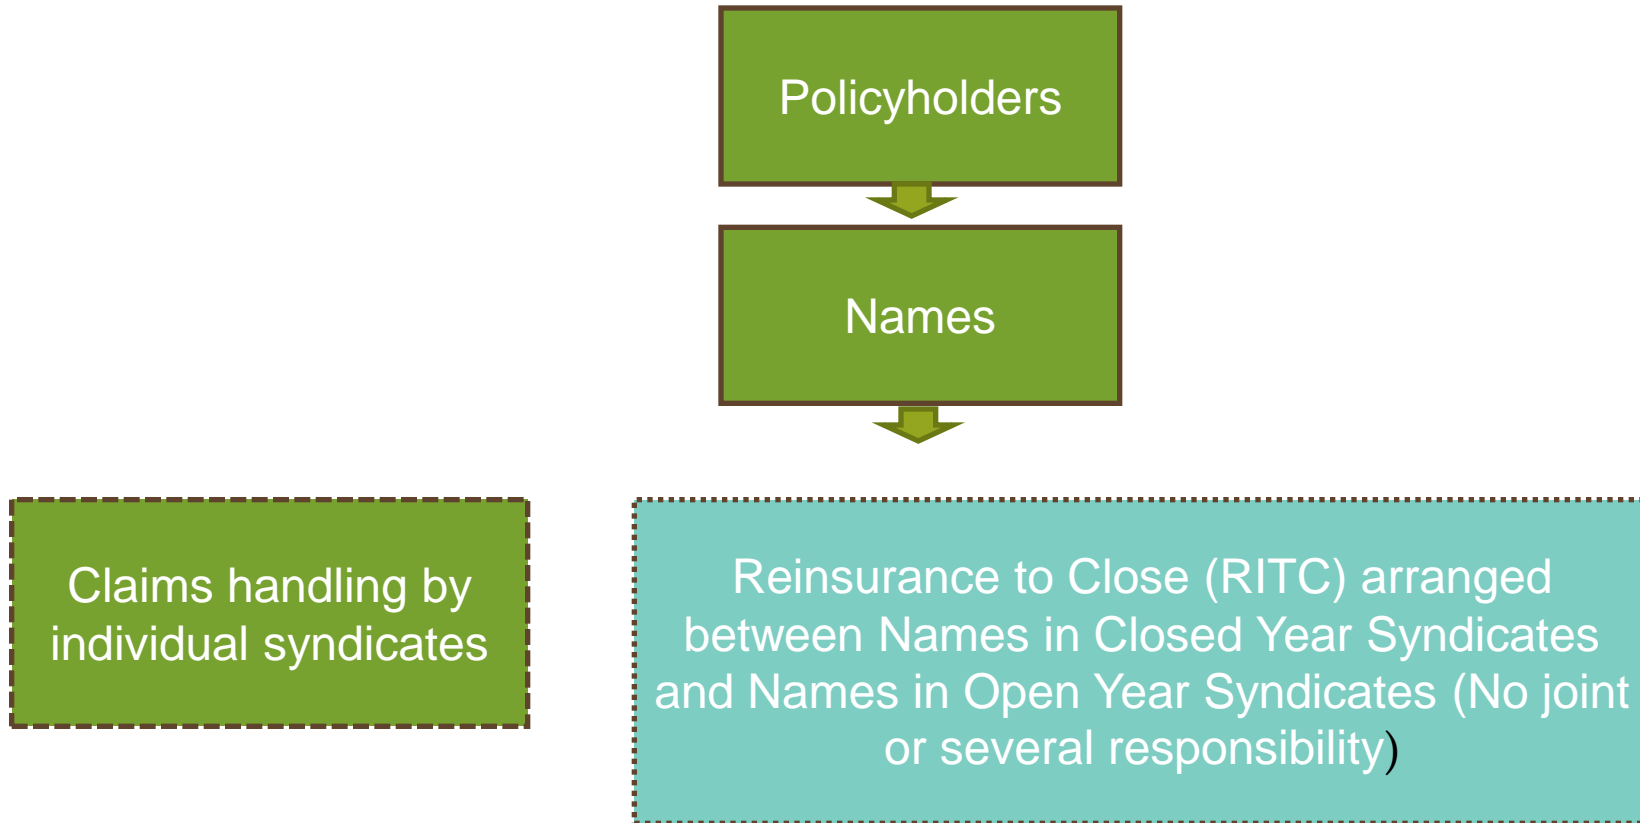 Policyholders
Names
Claims handling by
individual syndicates
Reinsurance to Close (RITC) arranged
between Names in Closed Year Syndicates
and Names in Open Year Syndicates (No joint
or several responsibility)